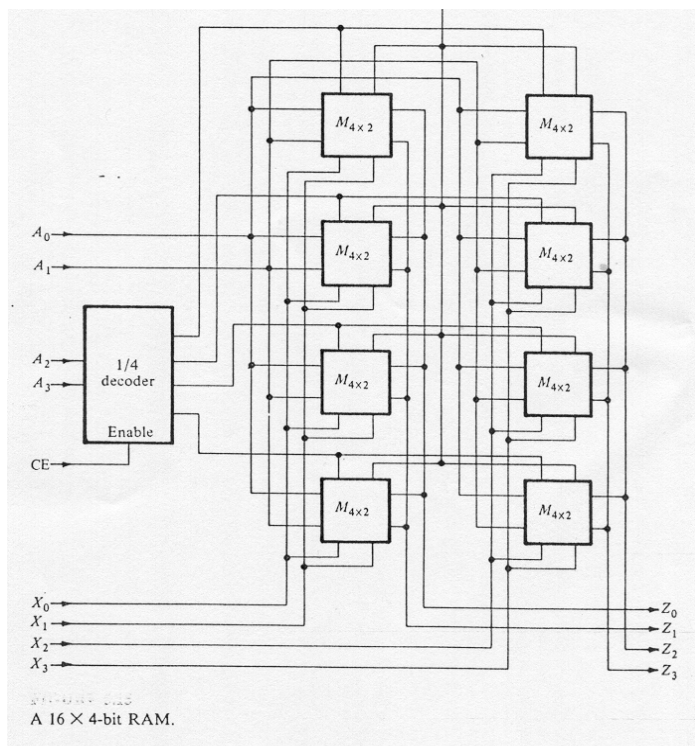 M4×2
M4×2
A0
M4×2
M4×2
A1
A2
1/4
decoder
A3
M4×2
M4×2
Enable
CE
M4×2
M4×2
X0
Z0
X1
Z1
X2
Z2
X3
Z3
A 16 × 4-bit RAM.